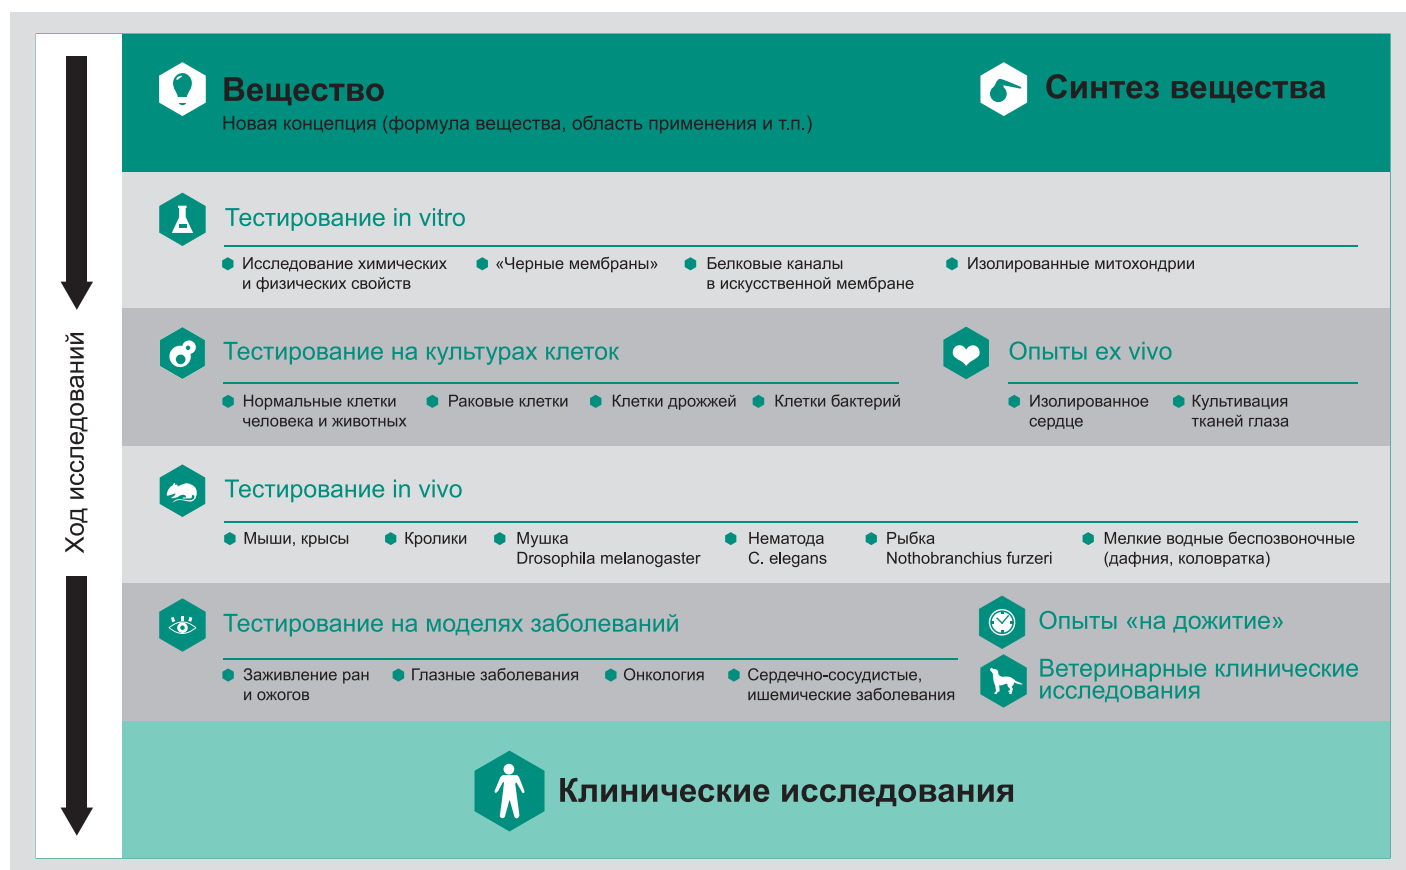 Ход исследований
Вещество
Новая концепция (формула вещества, область применения и т.п.)
Синтез вещества
Тестирование in vitro
Исследование химических
и физических свойств
«Черные мембраны»
Белковые каналы
в искусственной мембране
Изолированные митохондрии
Тестирование на культурах клеток
Нормальные клетки
человека и животных
Раковые клетки
Клетки дрожжей
Клетки бактерий
Опыты ex vivo
Изолированное
сердце
Культивация
тканей глаза
Тестирование in vivo
Мыши, крысы
Кролики
Мушка
Drosophila melanogaster
Нематода
C. elegans
Рыбка
Nothobranchius furzeri
Мелкие водные беспозвоночные
(дафния, коловратка)
Тестирование на моделях заболеваний
Заживление ран
и ожогов
Глазные заболевания
Онкология
Сердечно-сосудистые,
ишемические заболевания
Опыты «на дожитие»
Ветеринарные клинические
исследования
Клинические исследования